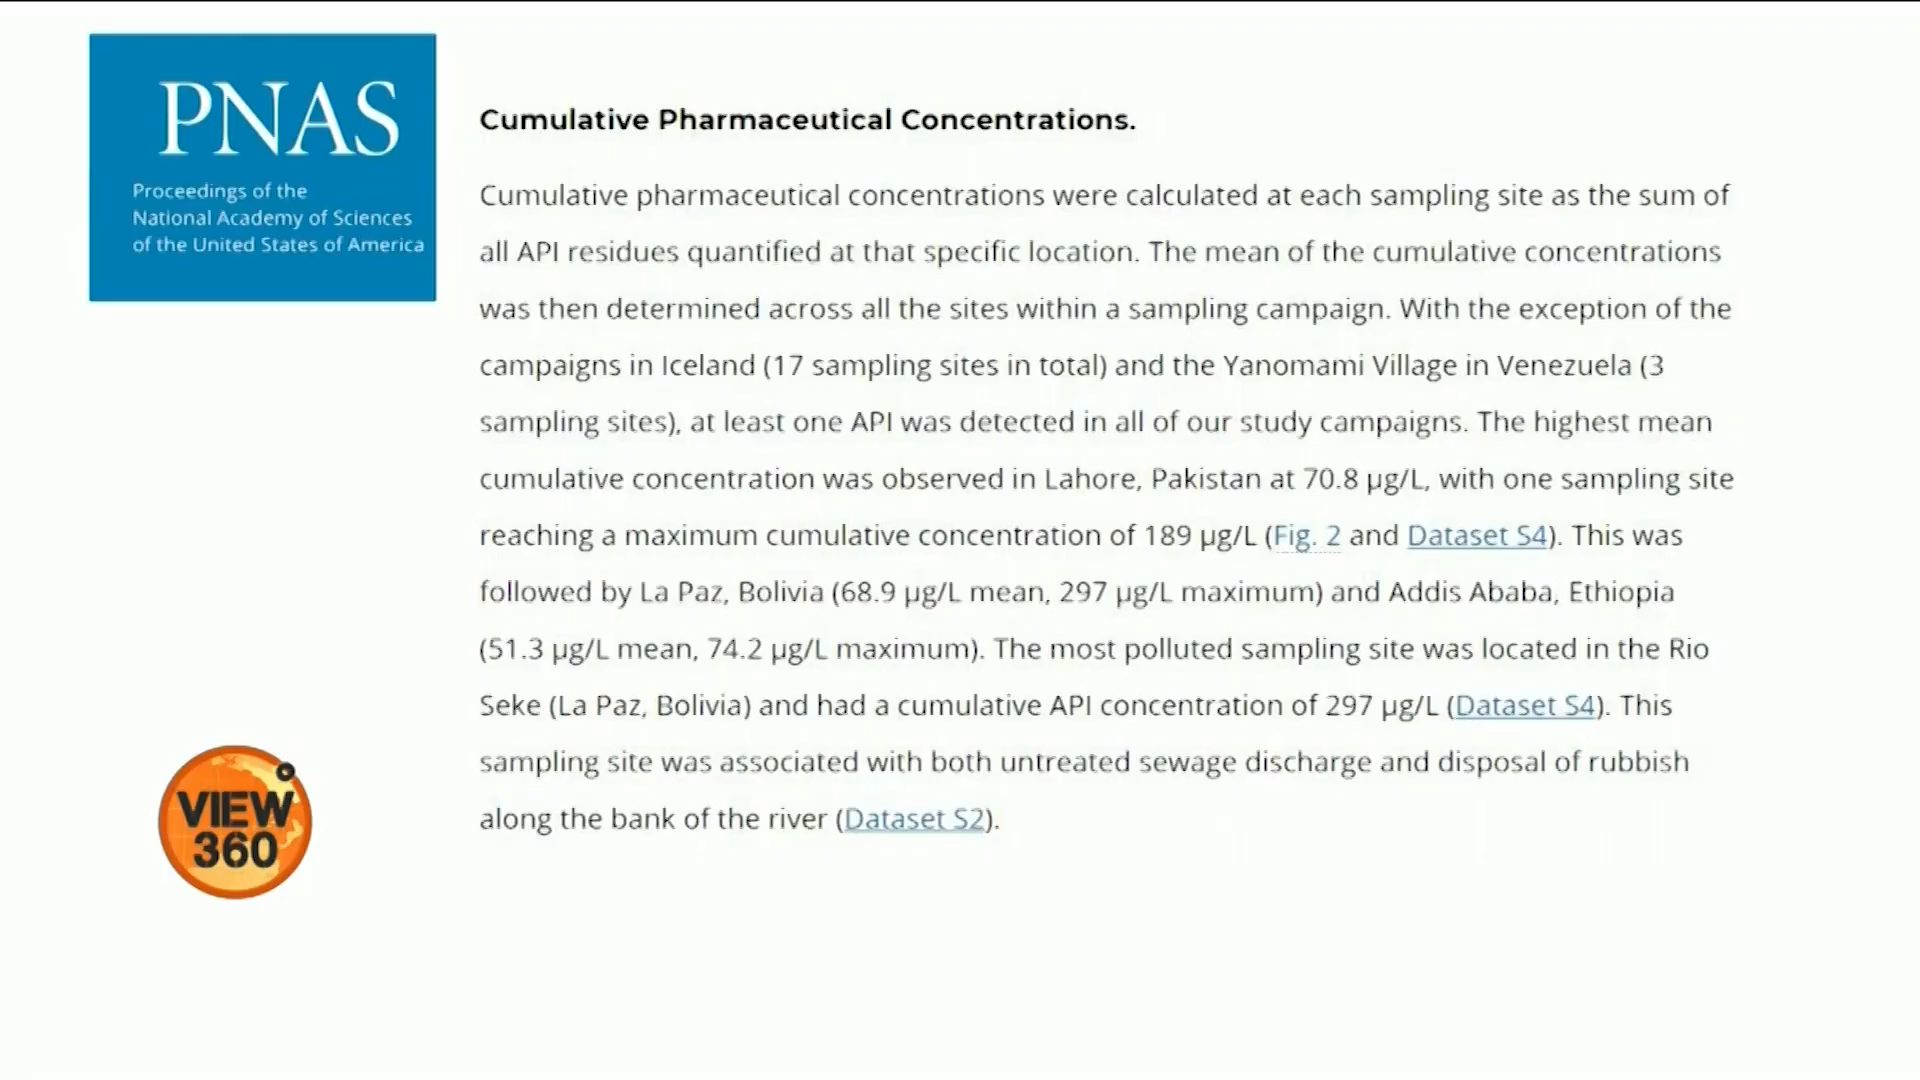 PNAS
Proceedings of the
National Academy of Sciences
of the United States of America
Cumulative Pharmaceutical Concentrations.
Cumulative pharmaceutical concentrations were calculated at each sampling site as the sum of
all API residues quantified at that specific location. The mean of the cumulative concentrations
was then determined across all the sites within a sampling campaign. With the exception of the
campaigns in Iceland (17 sampling sites in total) and the Yanomami Village in Venezuela (3
sampling sites), at least one API was detected in all of our study campaigns. The highest mean
cumulative concentration was observed in Lahore, Pakistan at 70.8 μg/L, with one sampling site
reaching a maximum cumulative concentration of 189 μg/L (Fig. 2 and Dataset S4). This was
followed by La Paz, Bolivia (68.9 μg/L mean, 297 μg/L maximum) and Addis Ababa, Ethiopia
(51.3 μg/L mean, 74.2 μg/L maximum). The most polluted sampling site was located in the Rio
Seke (La Paz, Bolivia) and had a cumulative API concentration of 297 μg/L (Dataset S4). This
sampling site was associated with both untreated sewage discharge and disposal of rubbish
along the bank of the river (Dataset S2).
VIEW
360